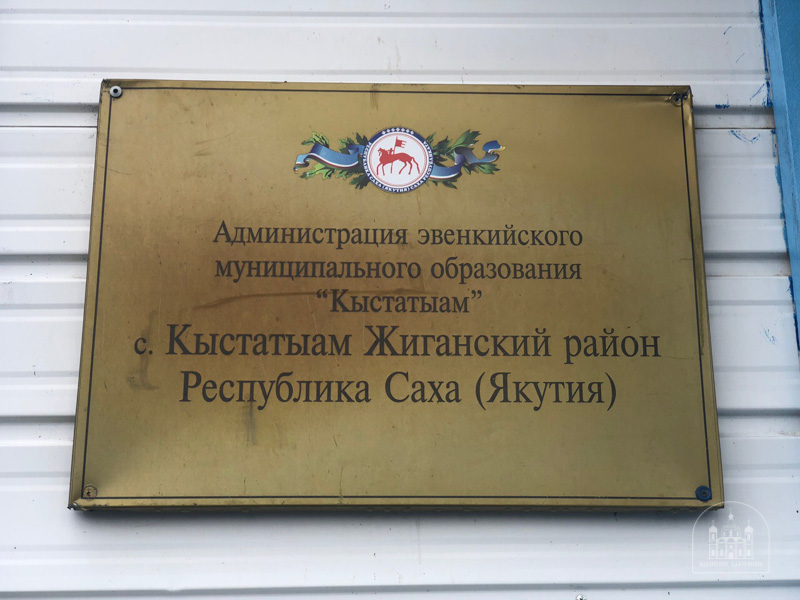 Администрация эвенкийского
муниципального образования
“Кыстатыам”
с. Кыстатыам Жиганский район
Республика Саха (Якутия)